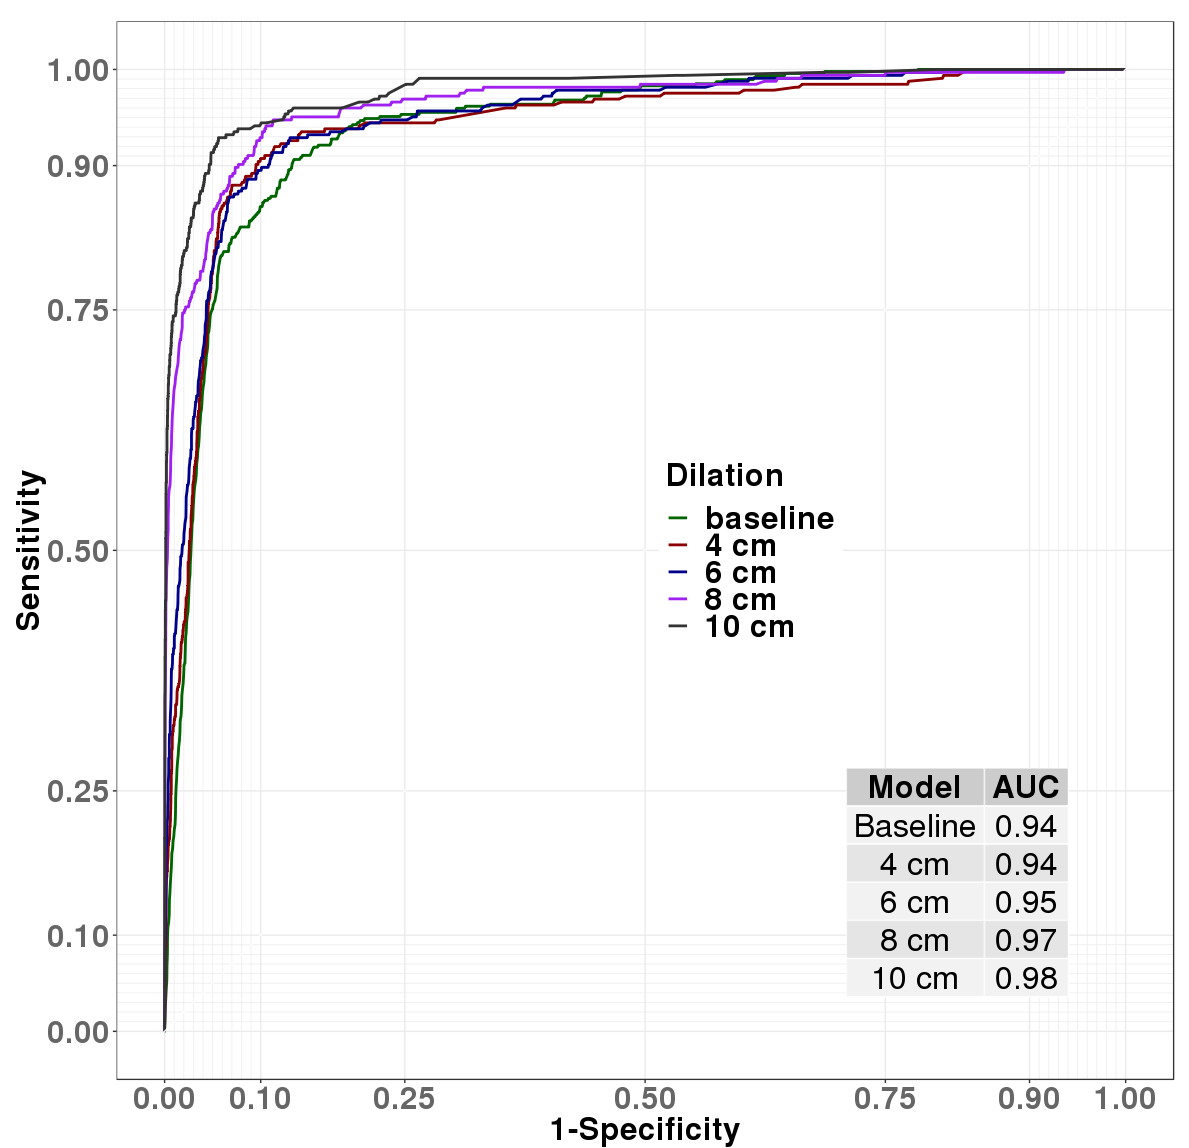 1.00
0.90
0.75
0.50
0.25
0.10
0.00
Sensitivity
Dilation
baseline
4 cm
6 cm
8 cm
10 cm
Model AUC
Baseline 0.94
4 cm 0.94
6 cm 0.95
8 cm 0.97
10 cm 0.98
0.00 0.10 0.25 0.50 0.75 0.90 1.00
1-Specificity